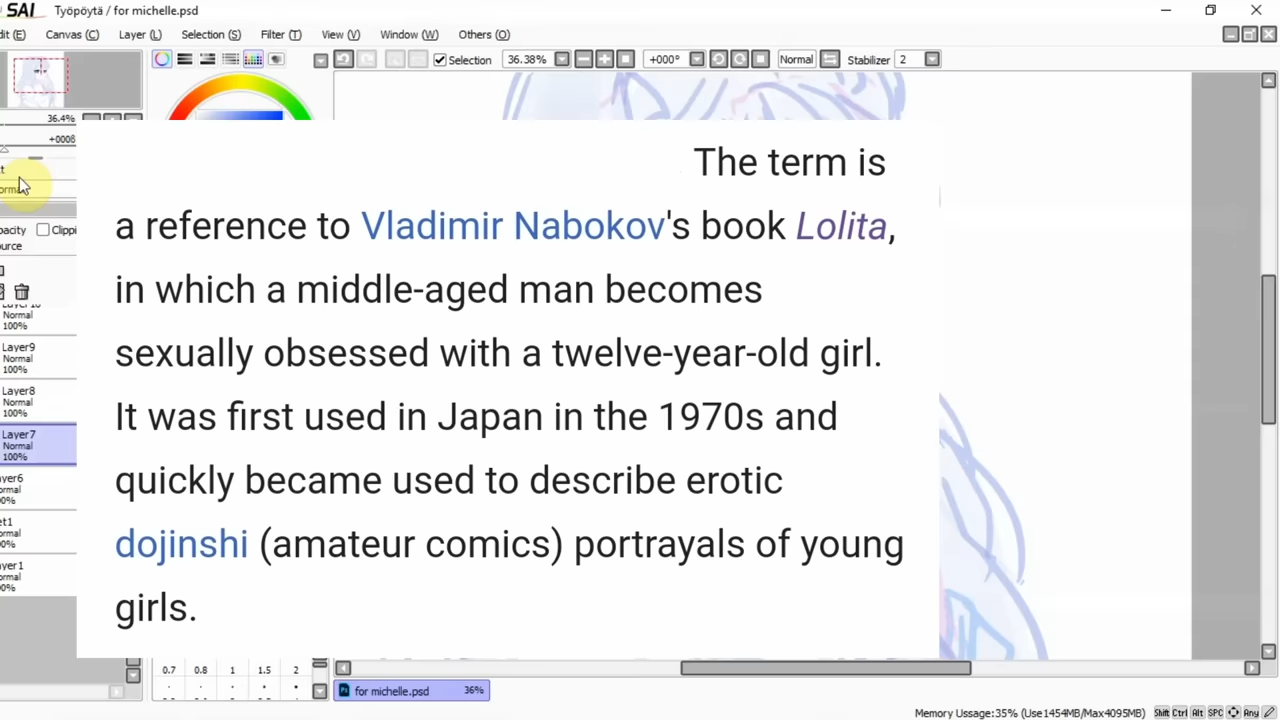 SAI Työpöytä / for michelle.psd
Canvas (C) Layer (L) Selection (S) Filter (T) View (V) Window (W) Others (O)
Selection 36.38% +000° Normal Stabilizer 2
36.4%
+000
The term is
a reference to Vladimir Nabokov's book Lolita,
in which a middle-aged man becomes
sexually obsessed with a twelve-year-old girl.
It was first used in Japan in the 1970s and
quickly became used to describe erotic
dojinshi (amateur comics) portrayals of young
girls.
Normal
100%
Layer9
Normal
100%
Layer8
Normal
100%
Layer7
Normal
100%
0.7 0.8 1 1.5 2
for michelle.psd 36%
Memory Ussage:35% (Use1454MB/Max4095MB) Shift Ctrl Alt SPC Any